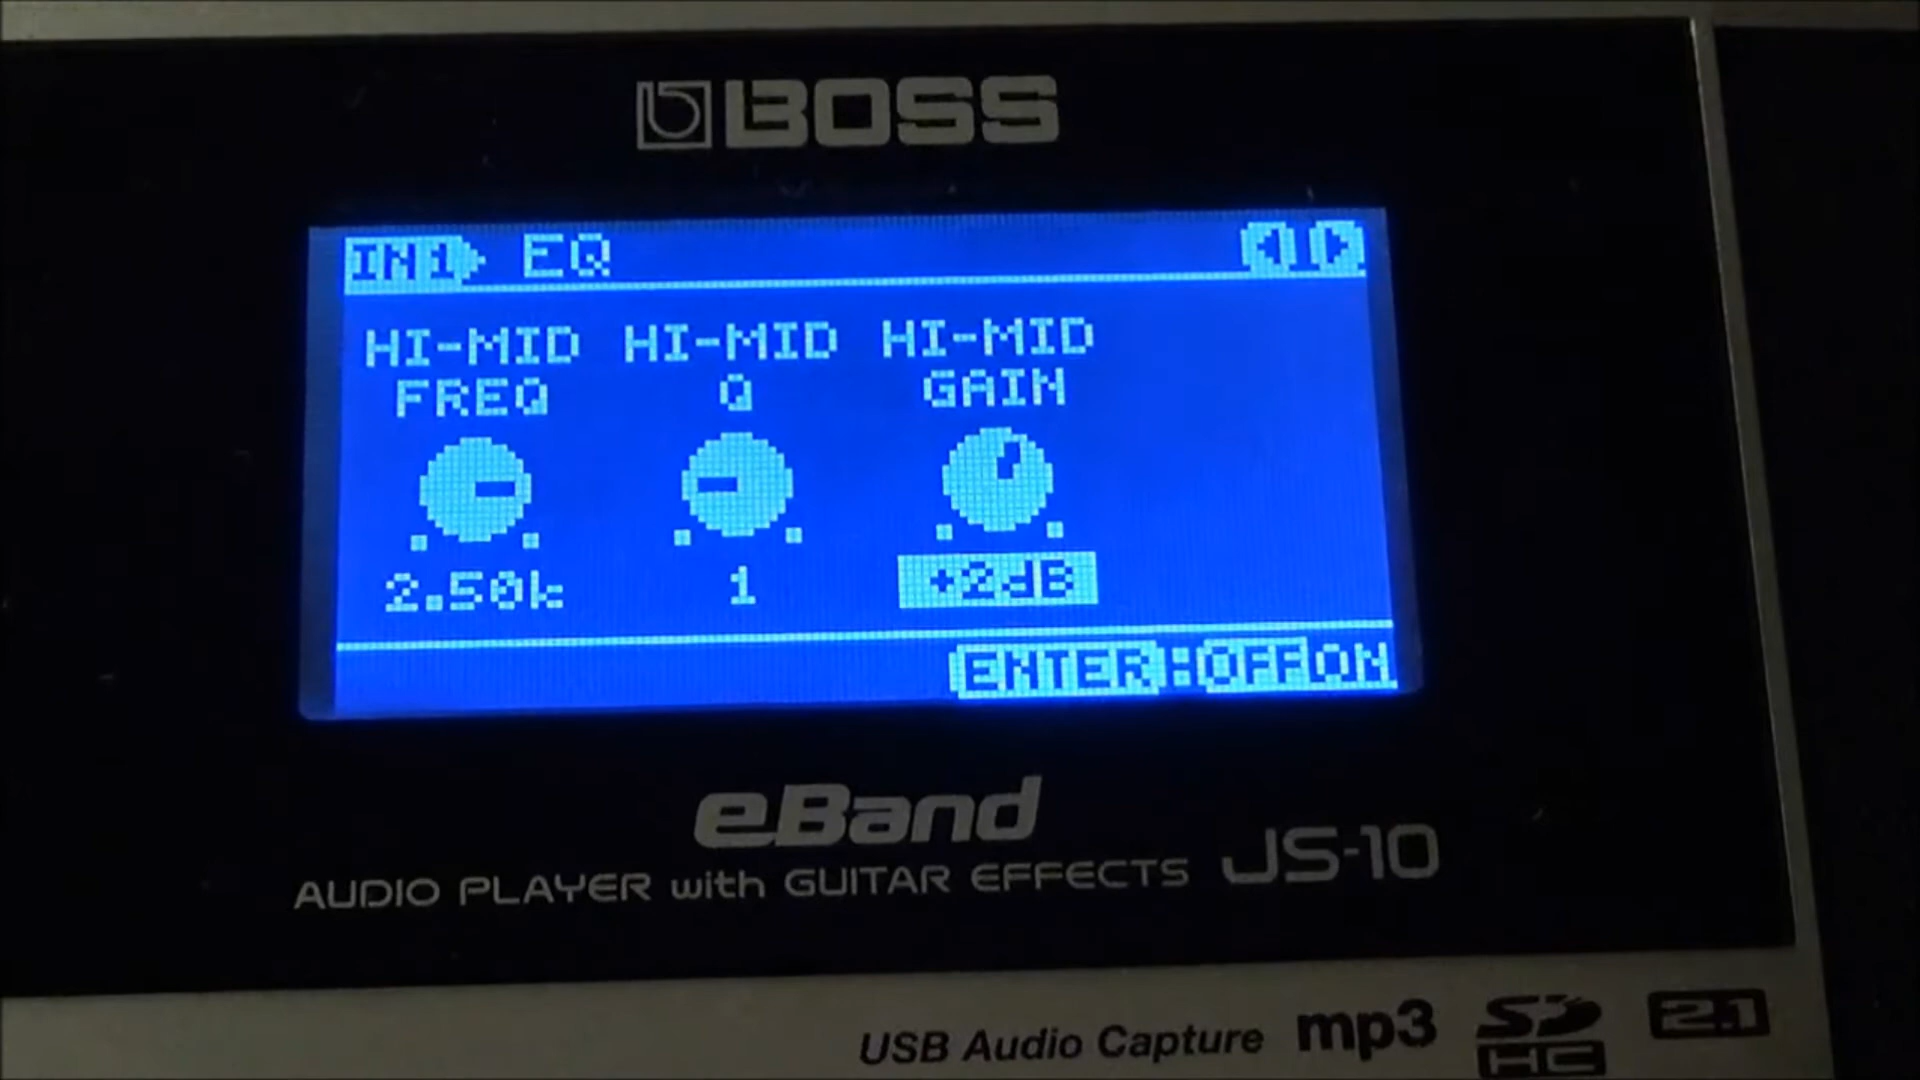 BOSS
IN1 EQ
HI-MID HI-MID HI-MID
FREQ Q GAIN
2.50k 1 +2dB
ENTER:OFF ON
eBand
AUDIO PLAYER with GUITAR EFFECTS JS-10
USB Audio Capture mp3 SD HC 2.1